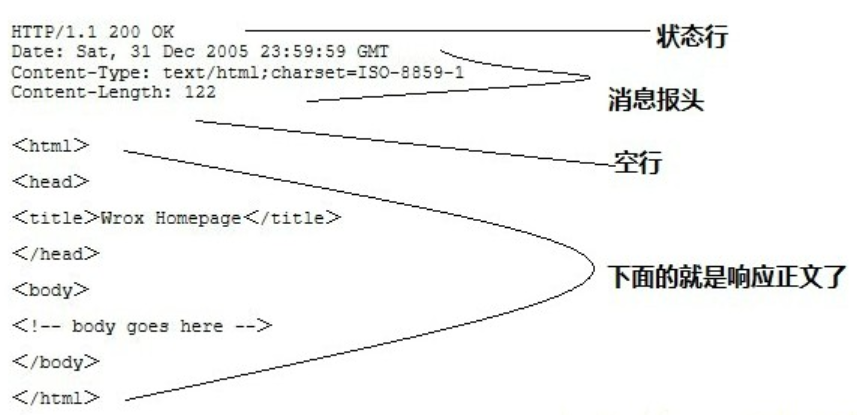 HTTP/1.1 200 OK
状态行
Date: Sat, 31 Dec 2005 23:59:59 GMT
Content-Type: text/html;charset=ISO-8859-1
Content-Length: 122
消息报头
空行
<html>
<head>
<title>Wrox Homepage</title>
</head>
<body>
<!-- body goes here -->
</body>
</html>
下面的就是响应正文了